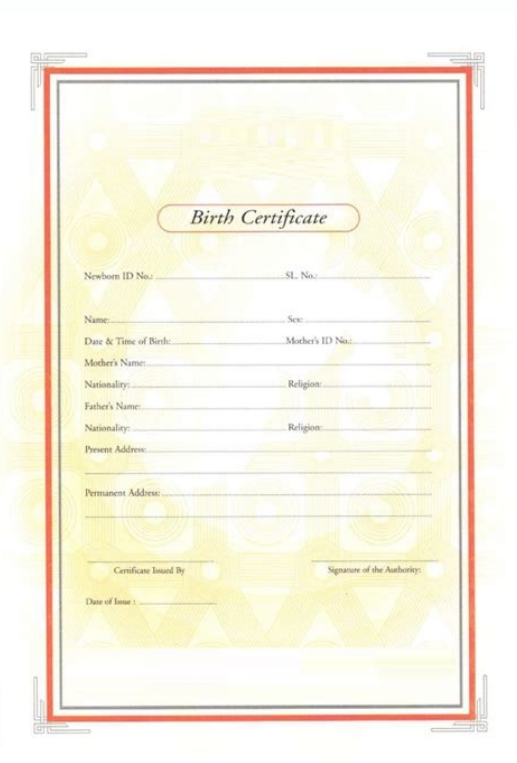 Birth Certificate
Newborn ID No.: SL. No.:
Name: Sex:
Date & Time of Birth: Mother's ID No.:
Mother's Name:
Nationality: Religion:
Father's Name:
Nationality: Religion:
Present Address:
Permanent Address:
Certificate Issued By Signature of the Authority:
Date of Issue :